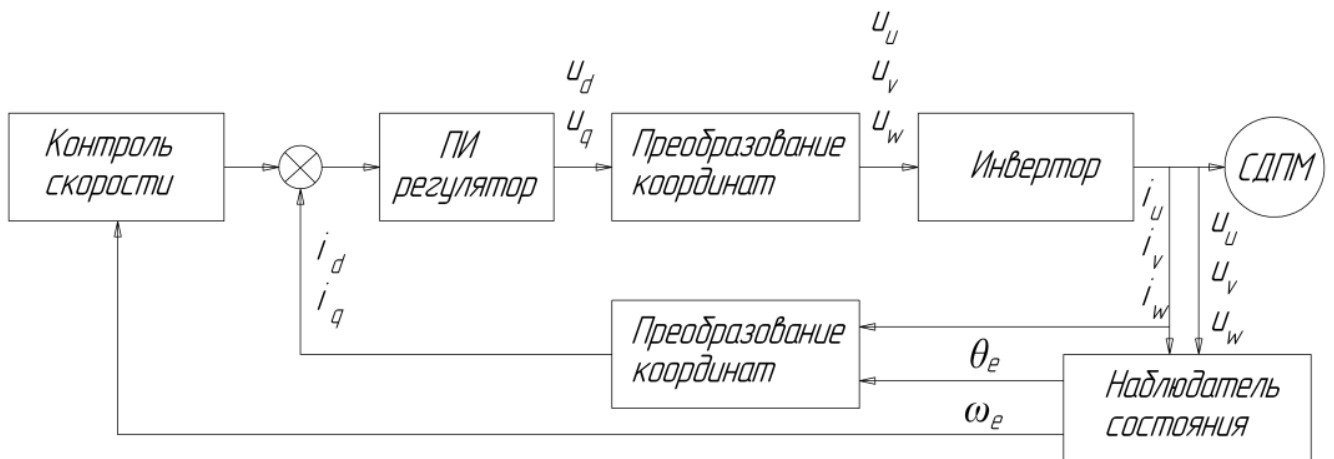 Контроль
скорости
ПИ
регулятор
u_d
u_q
Преобразование
координат
u_u
u_v
u_w
Инвертор
СДПМ
i_u
i_v
i_w
u_u
u_v
u_w
i_d
i_q
Преобразование
координат
θ_e
ω_e
Наблюдатель
состояния